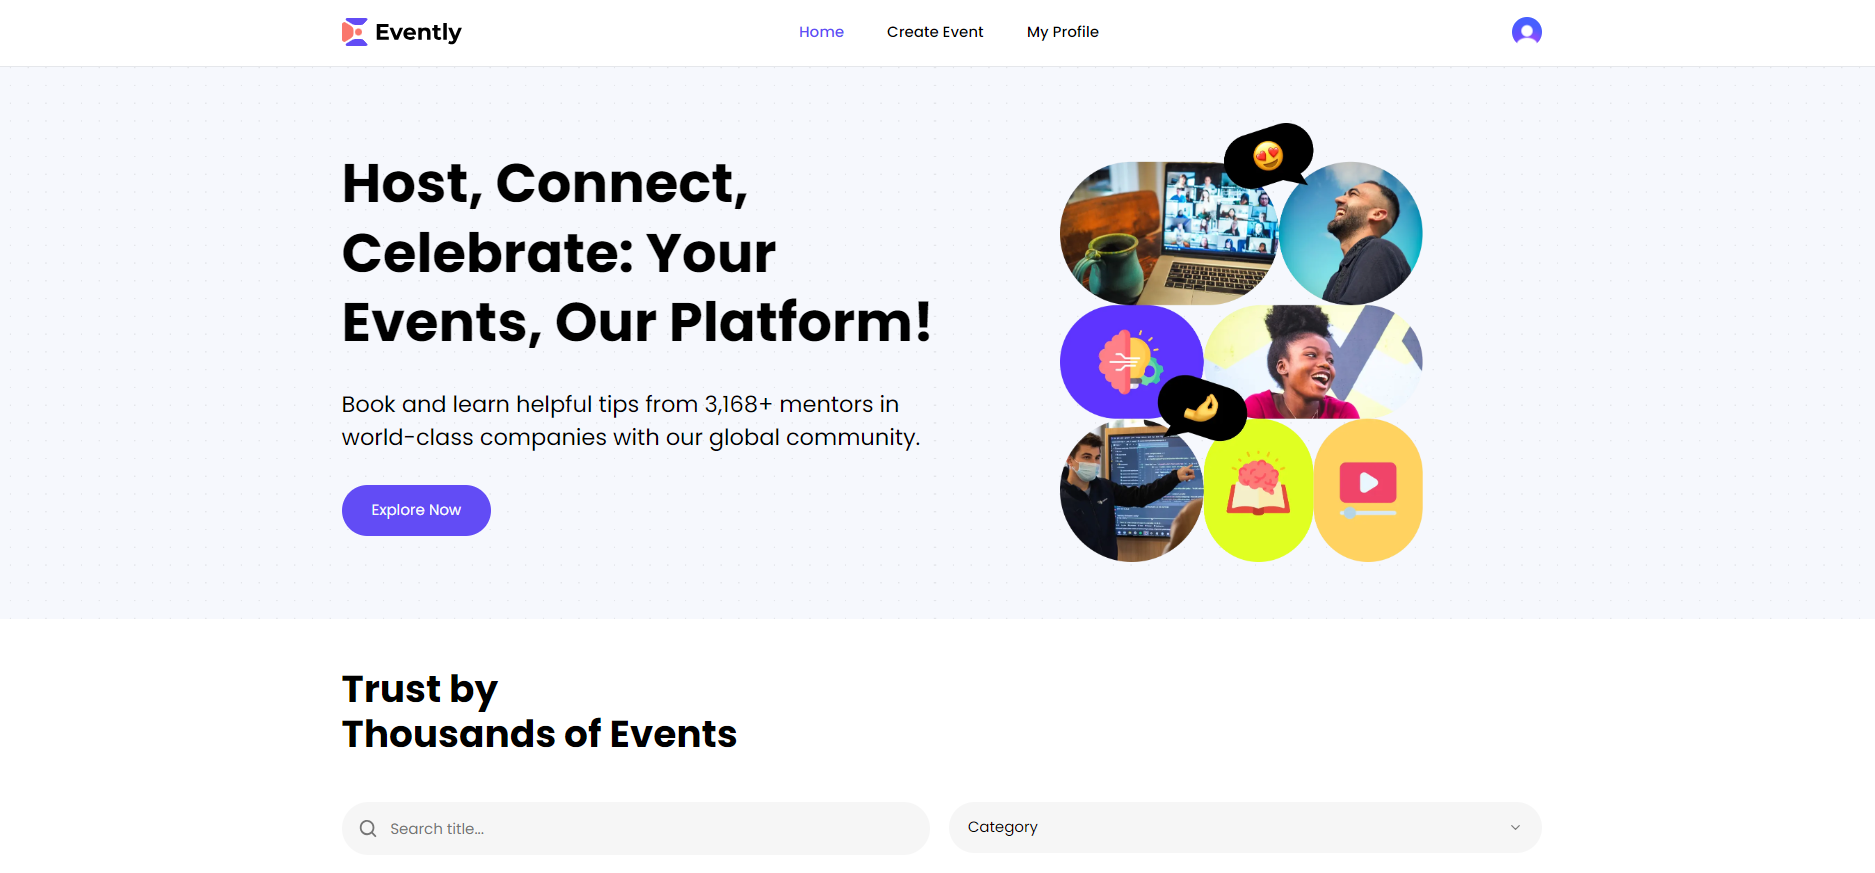 Evently
Home
Create Event
My Profile
Host, Connect,
Celebrate: Your
Events, Our Platform!
Book and learn helpful tips from 3,168+ mentors in
world-class companies with our global community.
Explore Now
Trust by
Thousands of Events
Search title...
Category